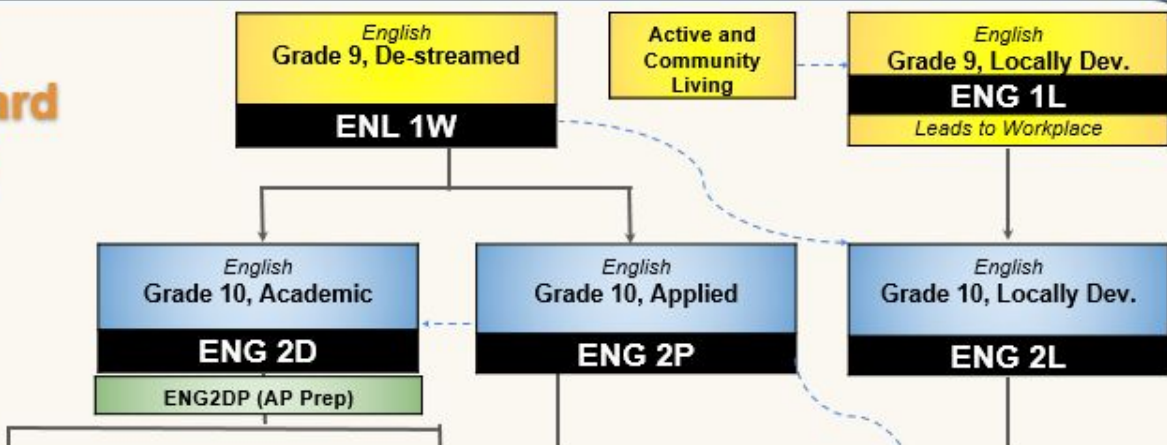 English
Grade 9, De-streamed
ENL 1W
Active and
Community
Living
English
Grade 9, Locally Dev.
ENG 1L
Leads to Workplace
ard
English
Grade 10, Academic
ENG 2D
ENG2DP (AP Prep)
English
Grade 10, Applied
ENG 2P
English
Grade 10, Locally Dev.
ENG 2L